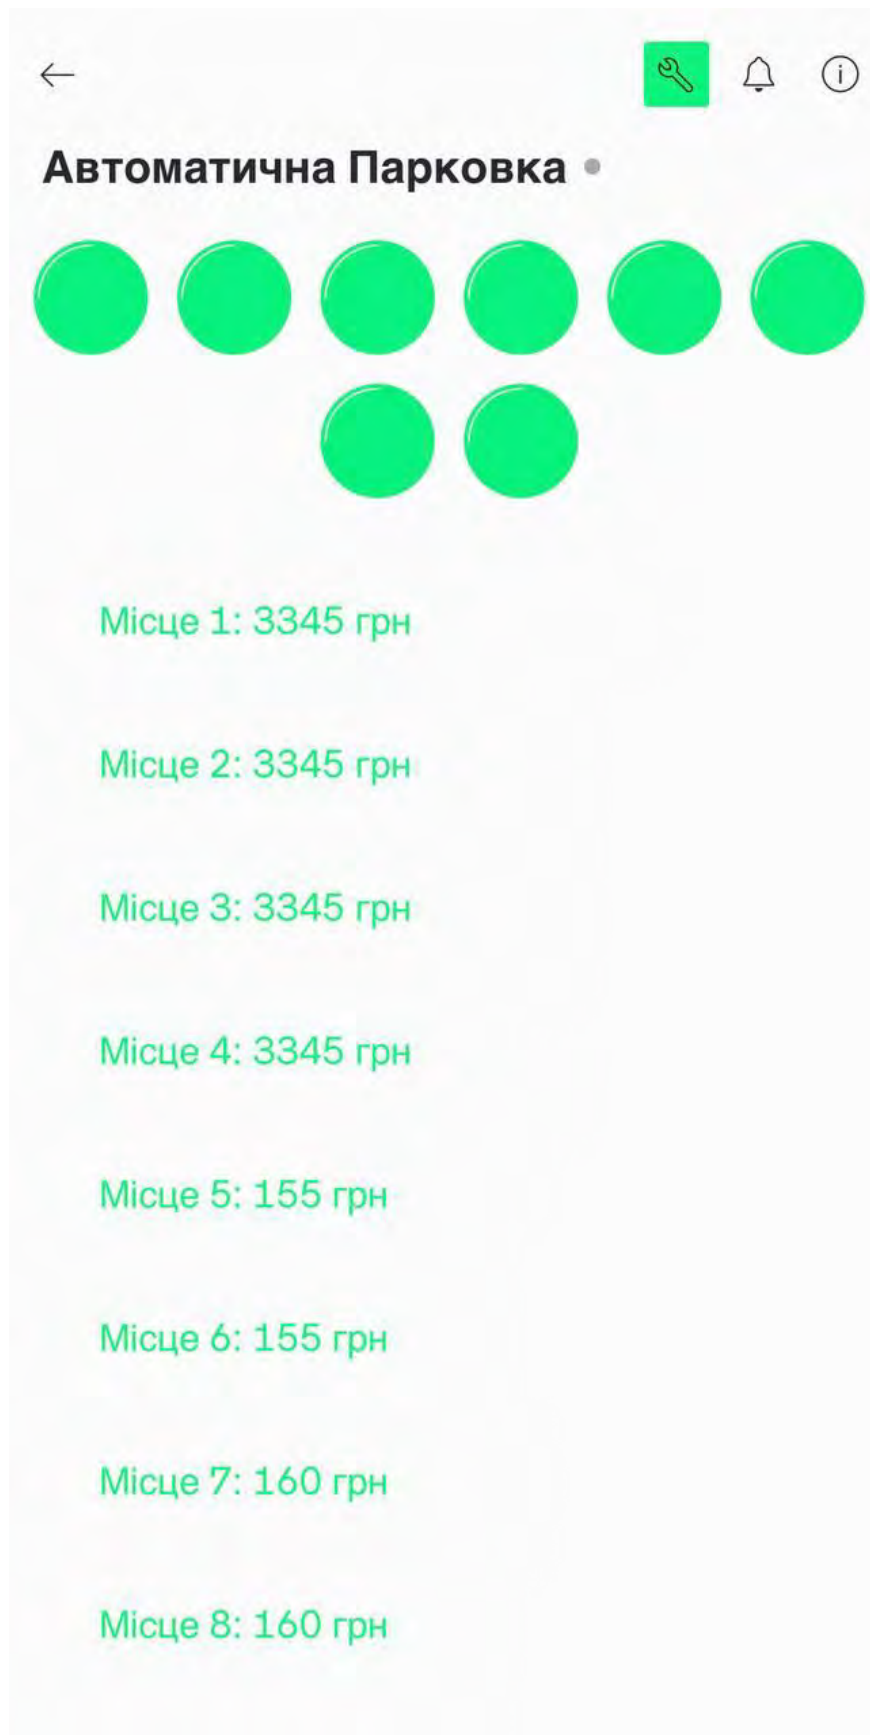 Автоматична Парковка
Місце 1: 3345 грн
Місце 2: 3345 грн
Місце 3: 3345 грн
Місце 4: 3345 грн
Місце 5: 155 грн
Місце 6: 155 грн
Місце 7: 160 грн
Місце 8: 160 грн